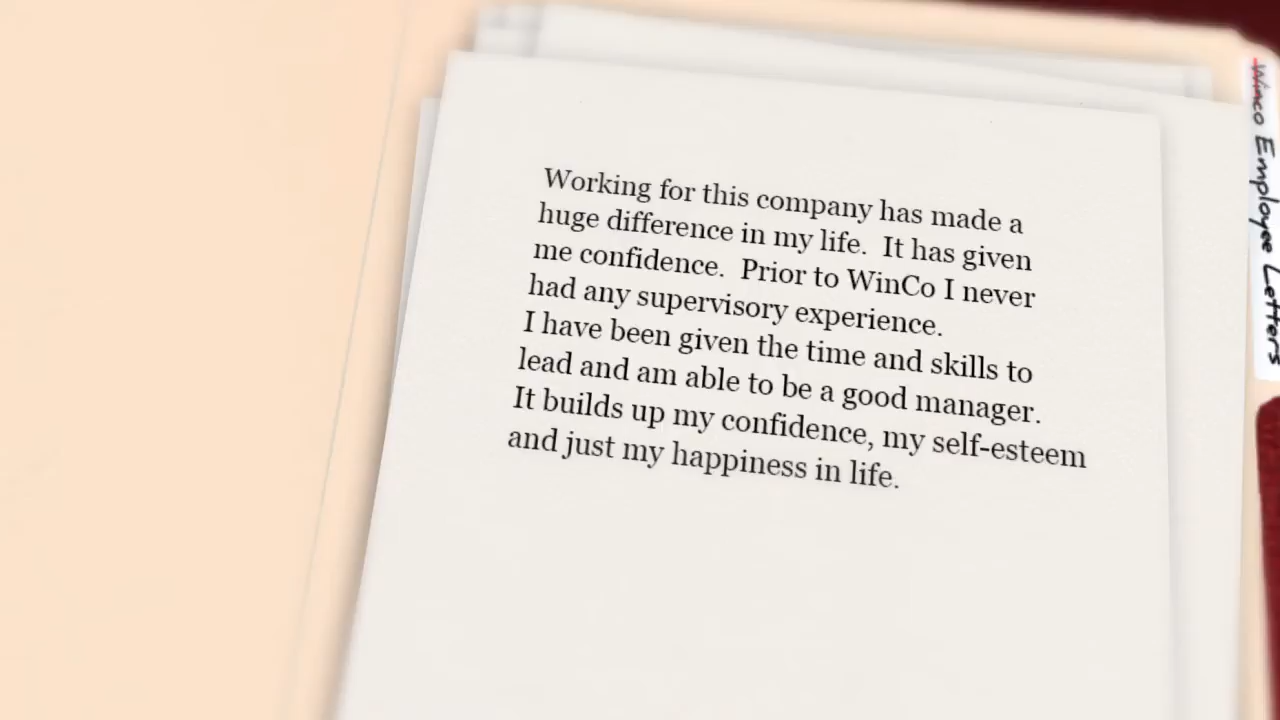 Working for this company has made a
huge difference in my life.  It has given
me confidence.  Prior to WinCo I never
had any supervisory experience.
I have been given the time and skills to
lead and am able to be a good manager.
It builds up my confidence, my self-esteem
and just my happiness in life.
Winco Employee Letters